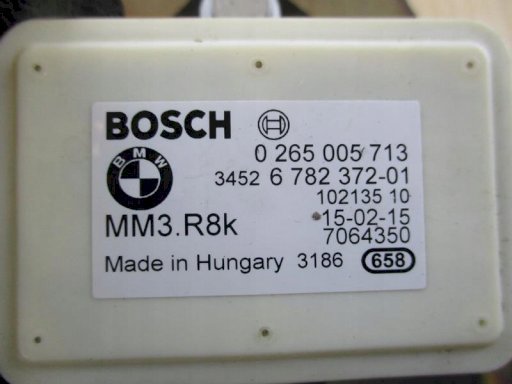 BOSCH
0 265 005 713
BMW
3452 6 782 372-01
102135 10
MM3.R8k
15-02-15
7064350
Made in Hungary 3186 658